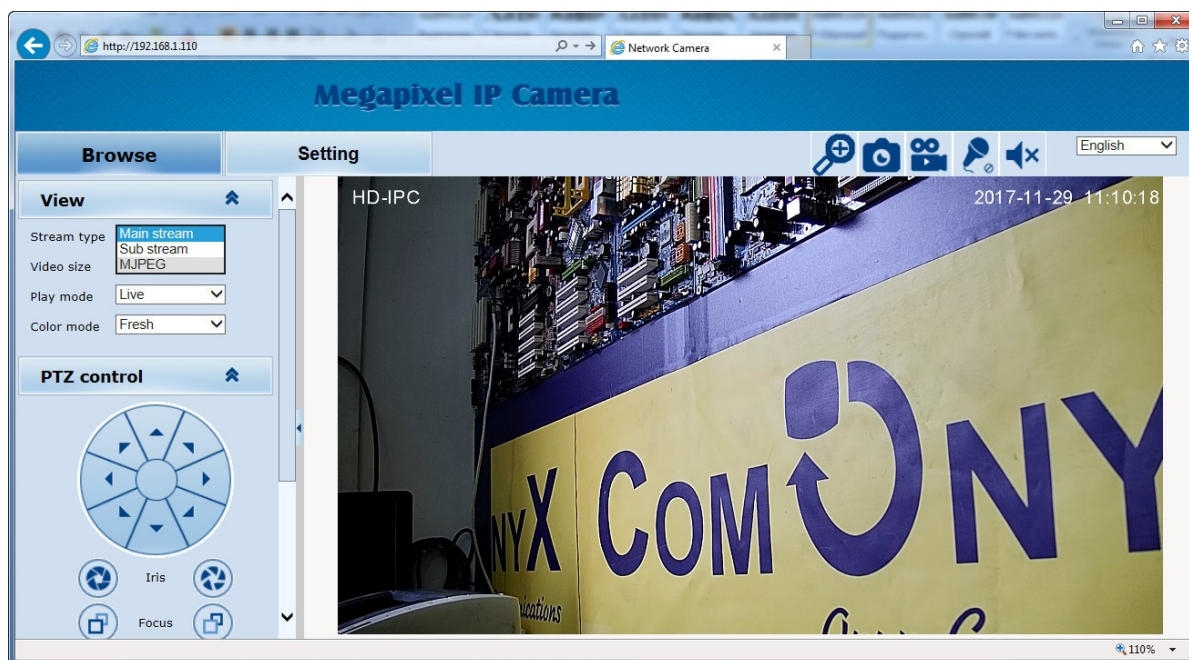 http://192.168.1.110
Network Camera
Megapixel IP Camera
Browse
Setting
English
View
Stream type
Main stream
Sub stream
MJPEG
Video size
Play mode
Live
Color mode
Fresh
PTZ control
Iris
Focus
HD-IPC
2017-11-29 11:10:18
NYX COM NY
ications
110%